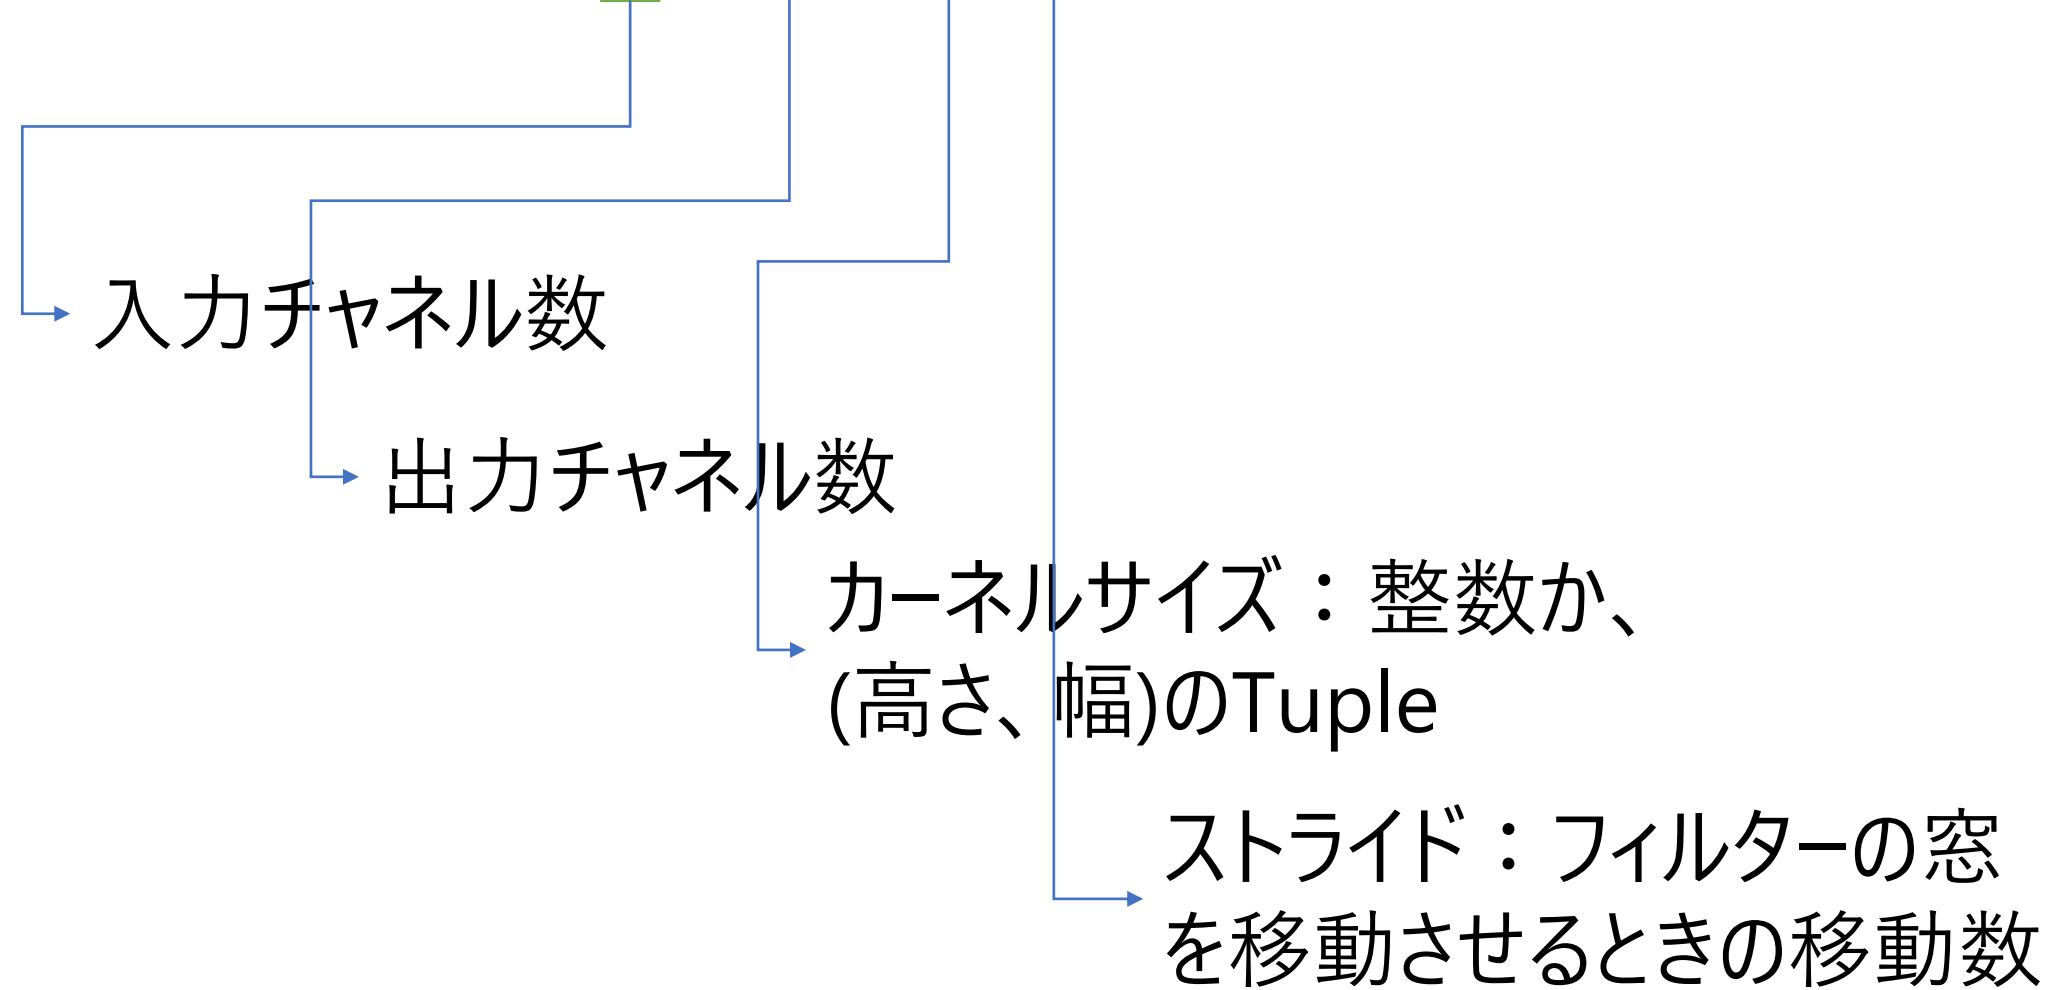 入力チャネル数
出力チャネル数
カーネルサイズ：整数か、
(高さ、幅)のTuple
ストライド：フィルターの窓
を移動させるときの移動数